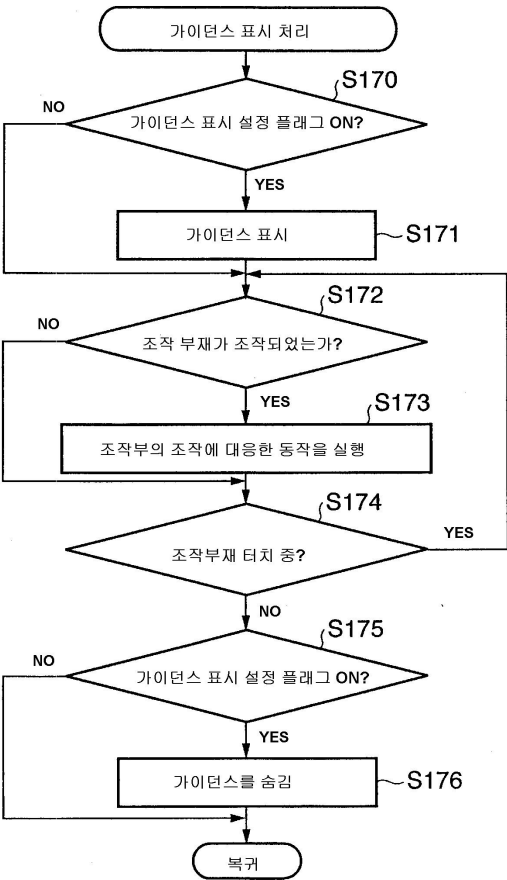 가이던스 표시 처리
S170
NO
가이던스 표시 설정 플래그 ON?
YES
가이던스 표시
S171
S172
NO
조작 부재가 조작되었는가?
YES
S173
조작부의 조작에 대응한 동작을 실행
S174
YES
조작부재 터치 중?
NO
S175
NO
가이던스 표시 설정 플래그 ON?
YES
가이던스를 숨김
S176
복귀